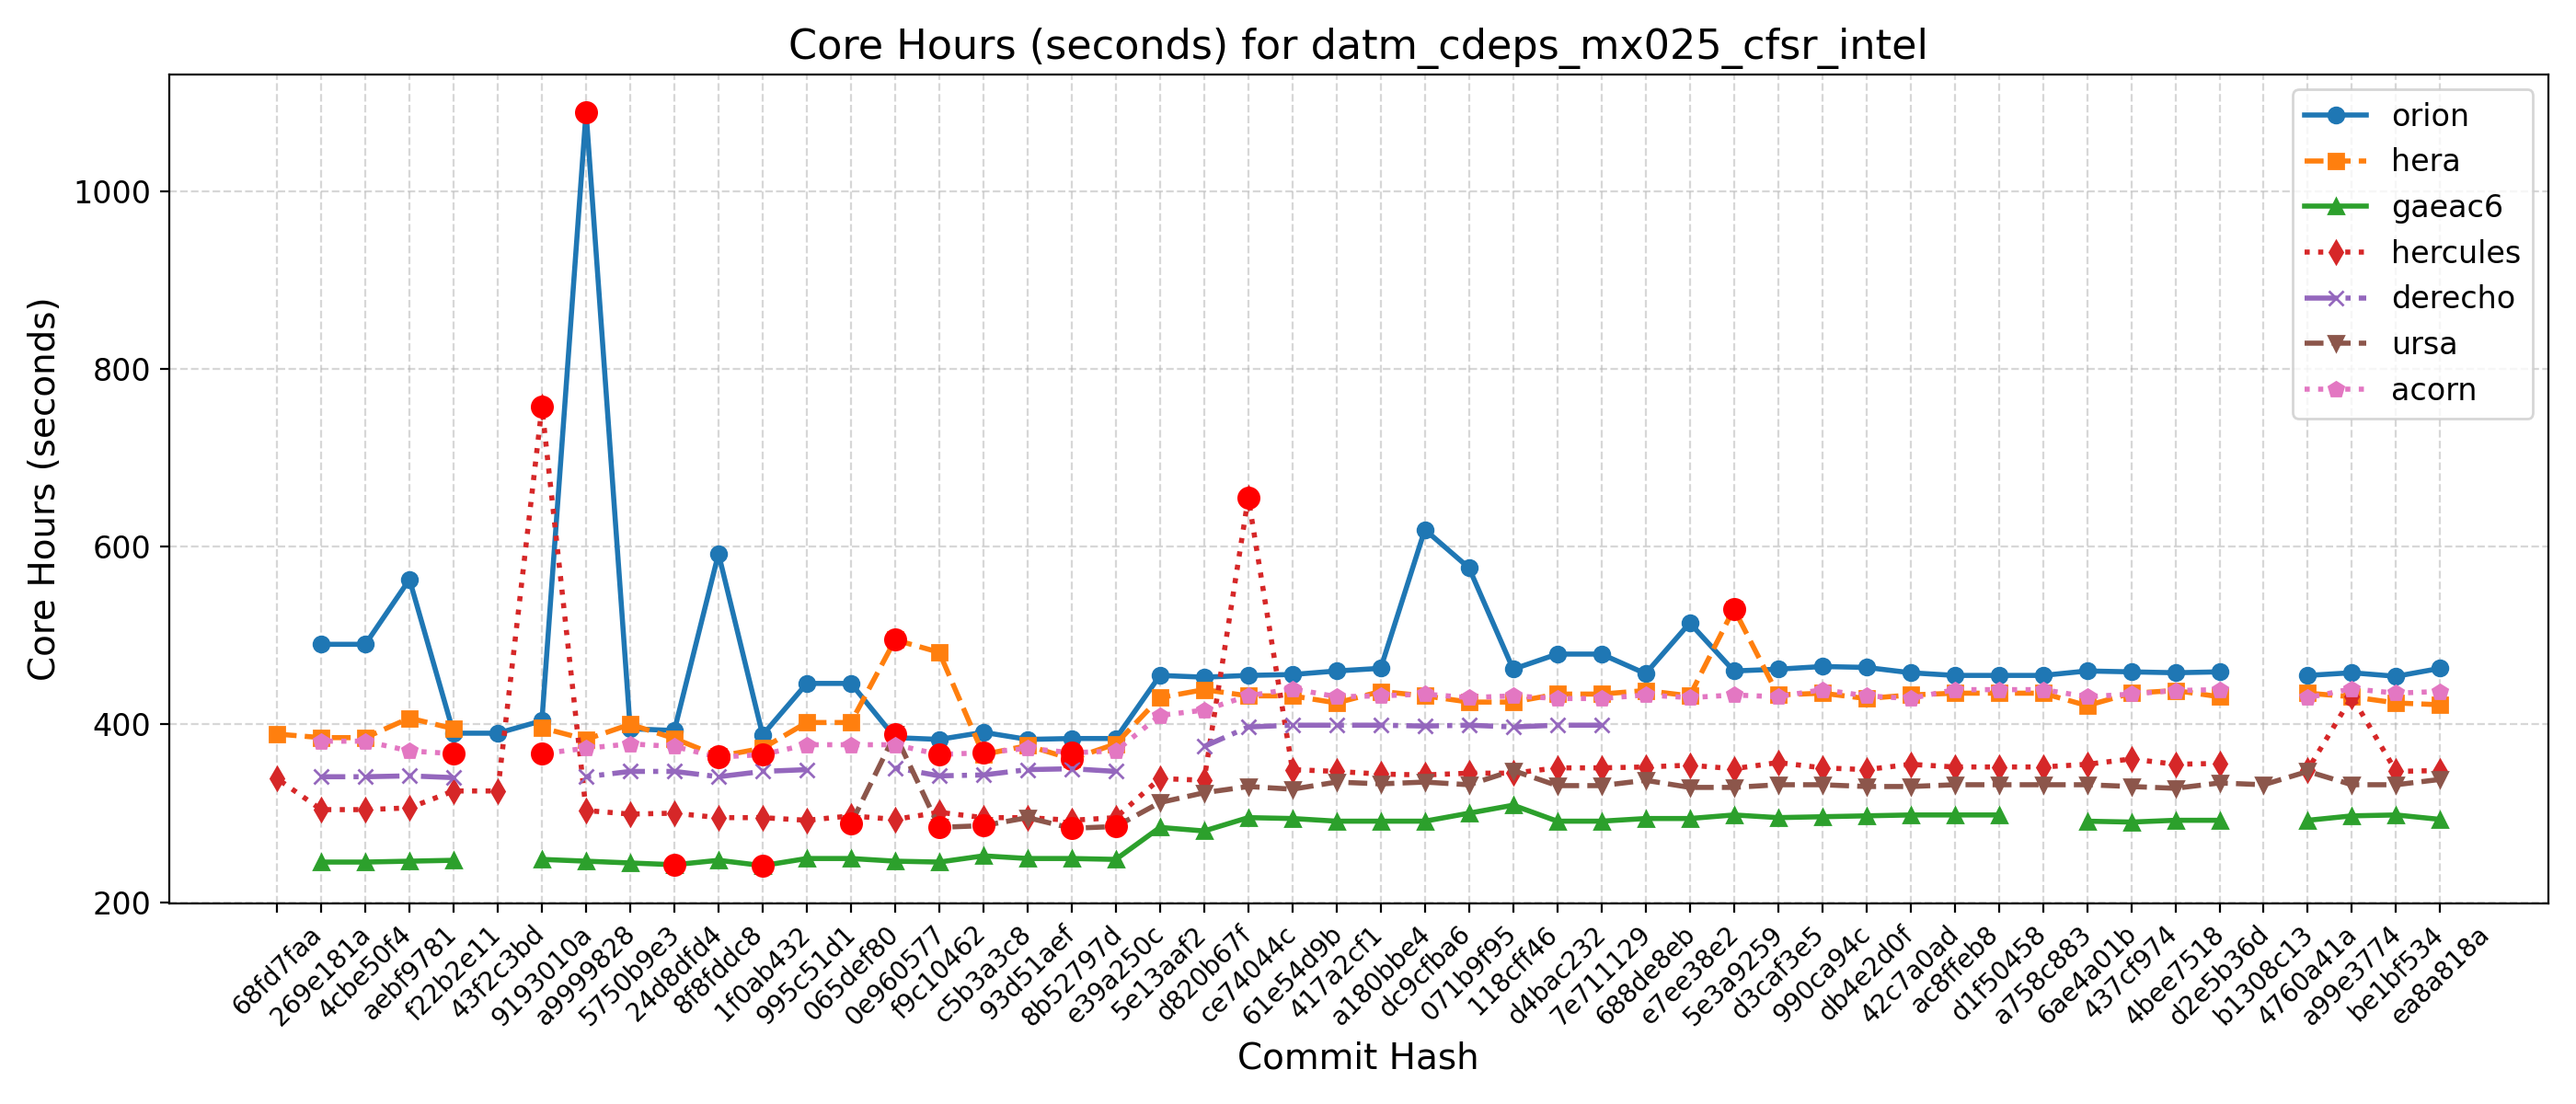 Core Hours (seconds) for datm_cdeps_mx025_cfsr_intel
Core Hours (seconds)
1000
800
600
400
200
orion
hera
gaeac6
hercules
derecho
ursa
acorn
68fd7faa
269e181a
4cbe50f4
aebf9781
f22b2e11
43f2c3bd
9193010a
a9999828
5750b9e3
24d8dfd4
8f8fddc8
1f0ab432
995c51d1
065def80
0e960577
f9c10462
c5b3a3c8
93d51aef
8b52797d
e39a250c
5e13aaf2
d820b67f
ce74044c
61e54d9b
417a2cf1
a180bbe4
dc9cfba6
071b9f95
118cff46
d4bac232
7e711129
688de8eb
e7ee38e2
5e3a9259
d3caf3e5
990ca94c
db4e2d0f
42c7a0ad
ac8ffeb8
d1f50458
a758c883
6ae4a01b
437cf974
4bee7518
d2e5b36d
b1308c13
4760a41a
a99e3774
be1bf534
ea8a818a
Commit Hash